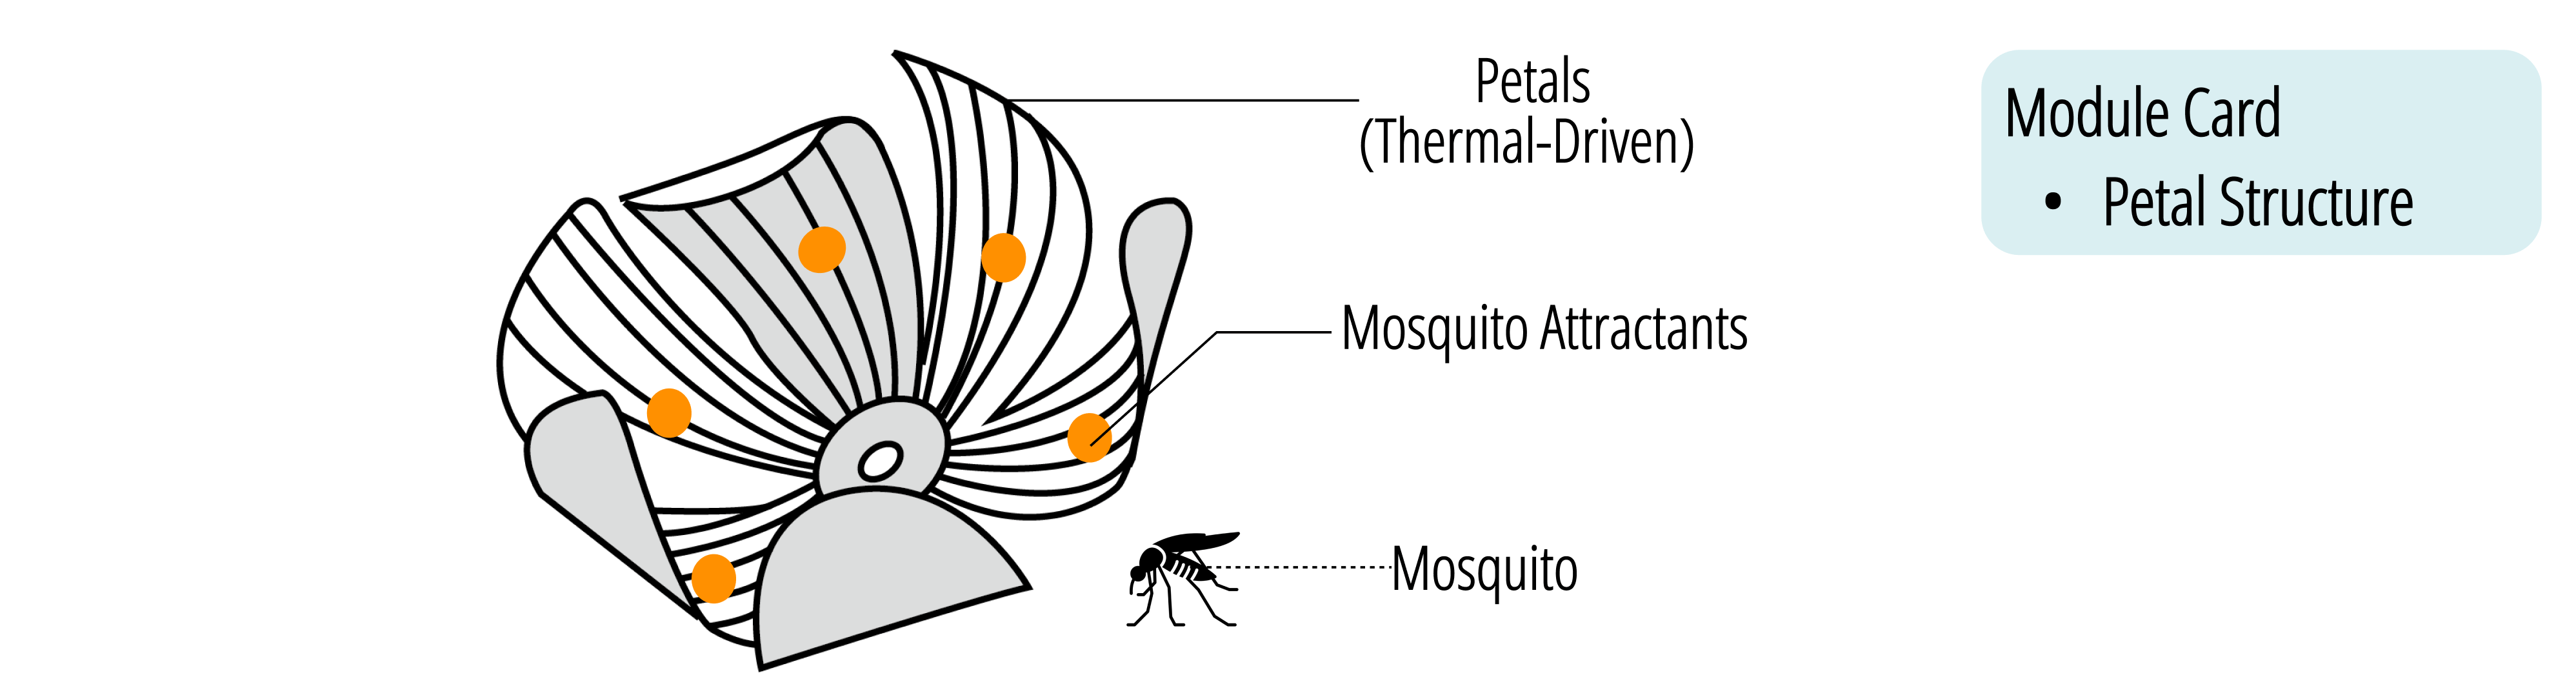 Petals
(Thermal-Driven)
Mosquito Attractants
Mosquito
Module Card
• Petal Structure